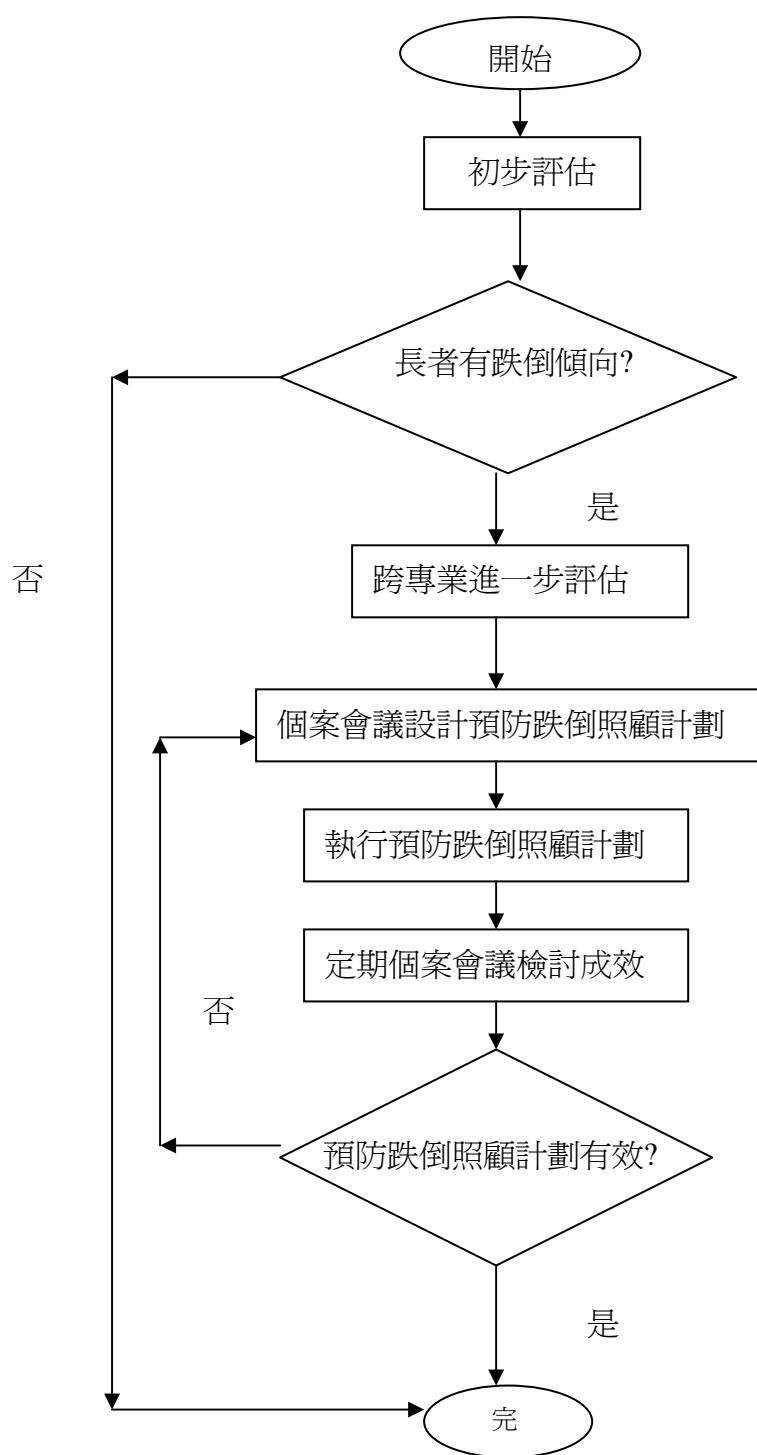 開始
初步評估
長者有跌倒傾向?
是
否
跨專業進一步評估
個案會議設計預防跌倒照顧計劃
執行預防跌倒照顧計劃
定期個案會議檢討成效
否
預防跌倒照顧計劃有效?
是
完